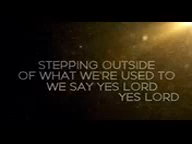 STEPPING OUTSIDE
OF WHAT WE'RE USED TO
WE SAY YES LORD
YES LORD